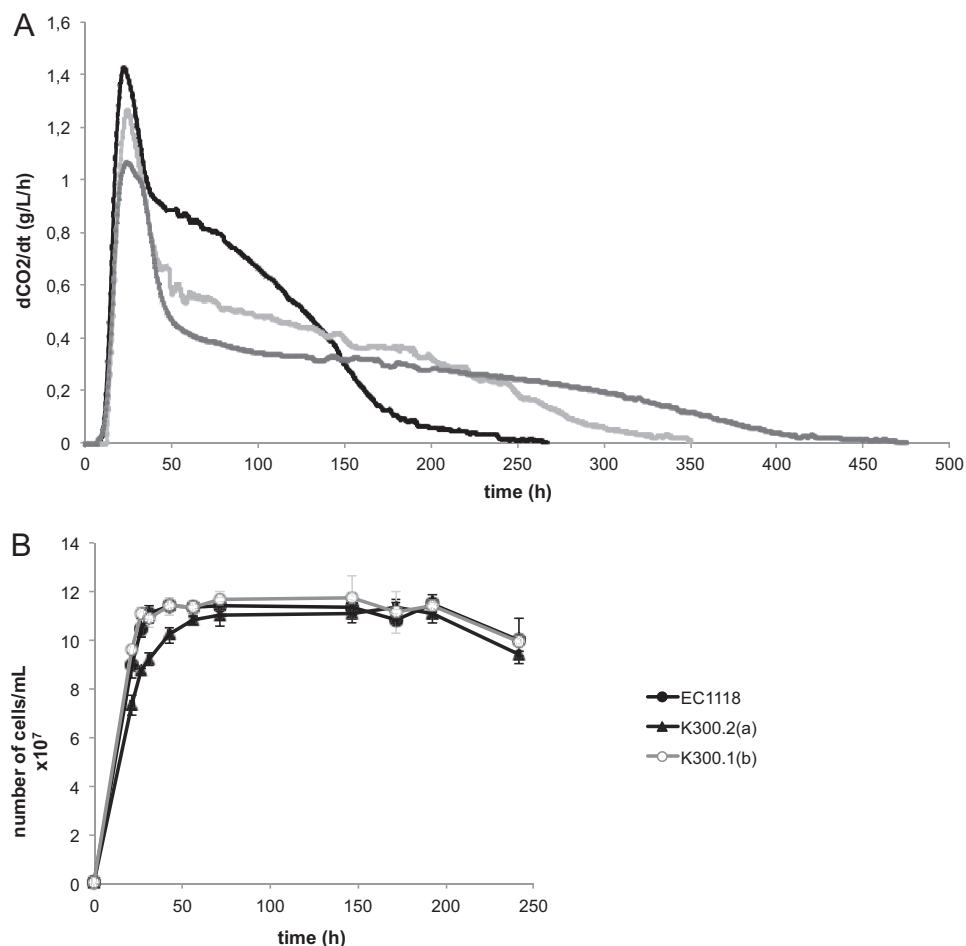 A
1,6
1,4
1,2
1
0,8
0,6
0,4
0,2
0
dCO2/dt (g/L/h)
0 50 100 150 200 250 300 350 400 450 500
time (h)
B
14
12
10
8
6
4
2
0
number of cells/mL
x10⁷
0 50 100 150 200 250
time (h)
EC1118
K300.2(a)
K300.1(b)